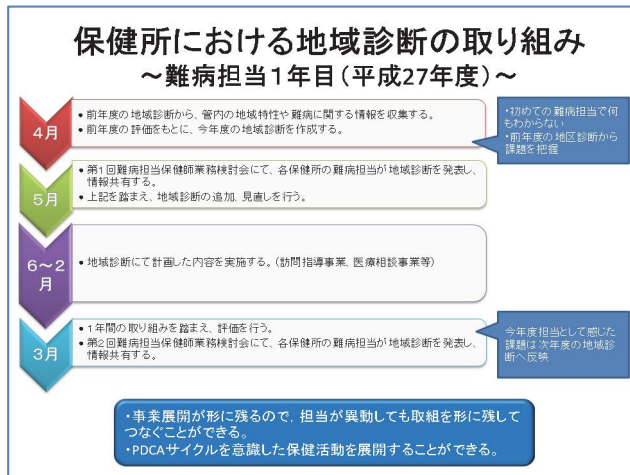 保健所における地域診断の取り組み
～難病担当１年目（平成27年度）～
4月
• 前年度の地域診断から、管内の地域特性や難病に関する情報を収集する。
• 前年度の評価をもとに、今年度の地域診断を作成する。
・初めての難病担当で何
もわからない
・前年度の地区診断から
課題を把握
5月
• 第1回難病担当保健師業務検討会にて、各保健所の難病担当が地域診断を発表し、
情報共有する。
• 上記を踏まえ、地域診断の追加、見直しを行う。
6～2
月
• 地域診断にて計画した内容を実施する。（訪問指導事業、医療相談事業等）
3月
• 1年間の取り組みを踏まえ、評価を行う。
• 第2回難病担当保健師業務検討会にて、各保健所の難病担当が地域診断を発表し、
情報共有する。
今年度担当として感じた
課題は次年度の地域診
断へ反映
・事業展開が形に残るので，担当が異動しても取組を形に残して
つなぐことができる。
・PDCAサイクルを意識した保健活動を展開することができる。